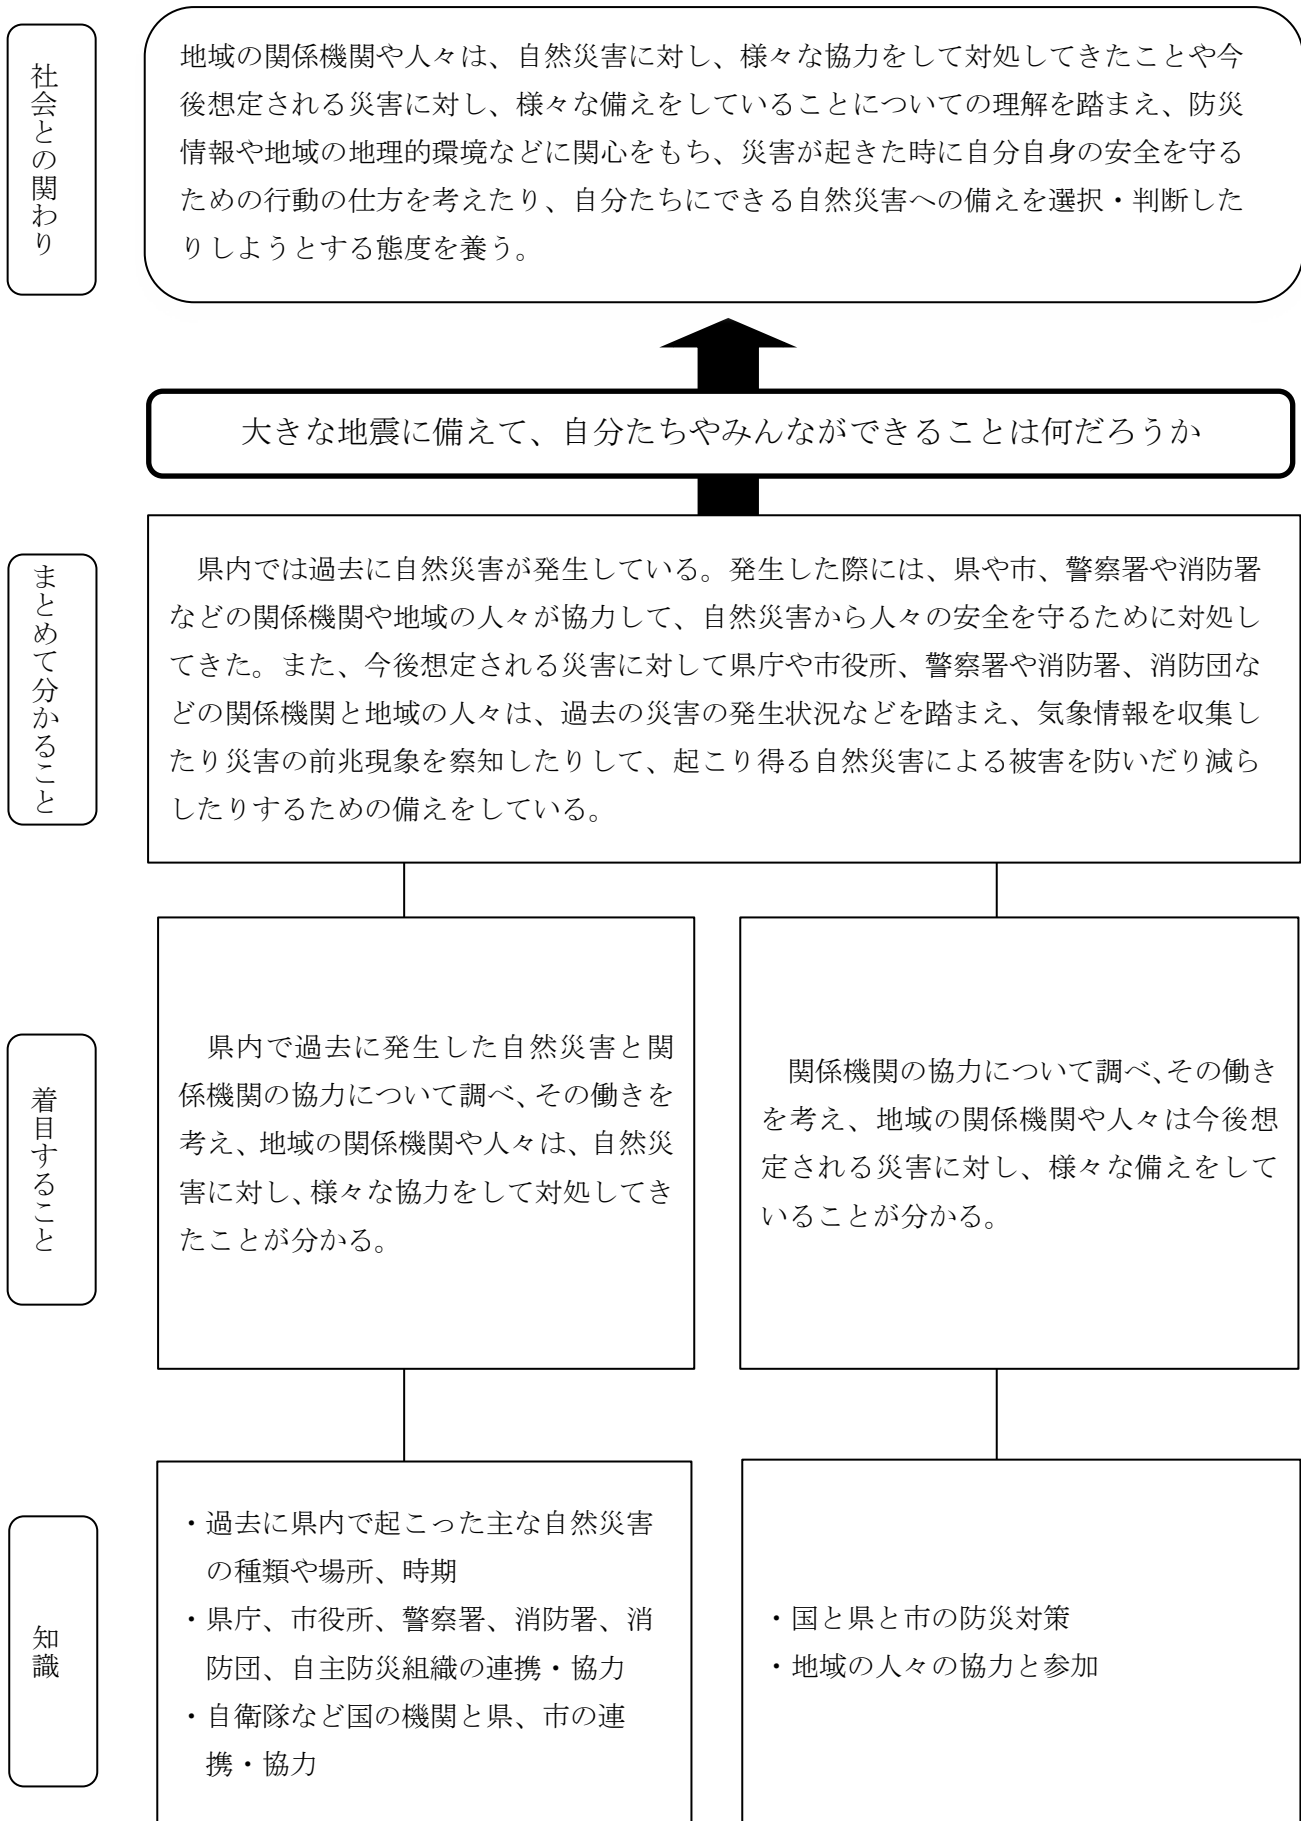 社会との関わり
地域の関係機関や人々は、自然災害に対し、様々な協力をして対処してきたことや今
後想定される災害に対し、様々な備えをしていることについての理解を踏まえ、防災
情報や地域の地理的環境などに関心をもち、災害が起きた時に自分自身の安全を守る
ための行動の仕方を考えたり、自分たちにできる自然災害への備えを選択・判断した
りしようとする態度を養う。
大きな地震に備えて、自分たちやみんなができることは何だろうか
まとめて分かること
県内では過去に自然災害が発生している。発生した際には、県や市、警察署や消防署
などの関係機関や地域の人々が協力して、自然災害から人々の安全を守るために対処し
てきた。また、今後想定される災害に対して県庁や市役所、警察署や消防署、消防団な
どの関係機関と地域の人々は、過去の災害の発生状況などを踏まえ、気象情報を収集し
たり災害の前兆現象を察知したりして、起こり得る自然災害による被害を防いだり減ら
したりするための備えをしている。
着目すること
県内で過去に発生した自然災害と関
係機関の協力について調べ、その働きを
考え、地域の関係機関や人々は、自然災
害に対し、様々な協力をして対処してき
たことが分かる。
関係機関の協力について調べ、その働き
を考え、地域の関係機関や人々は今後想
定される災害に対し、様々な備えをして
いることが分かる。
知識
・過去に県内で起こった主な自然災害
の種類や場所、時期
・県庁、市役所、警察署、消防署、消
防団、自主防災組織の連携・協力
・自衛隊など国の機関と県、市の連
携・協力
・国と県と市の防災対策
・地域の人々の協力と参加